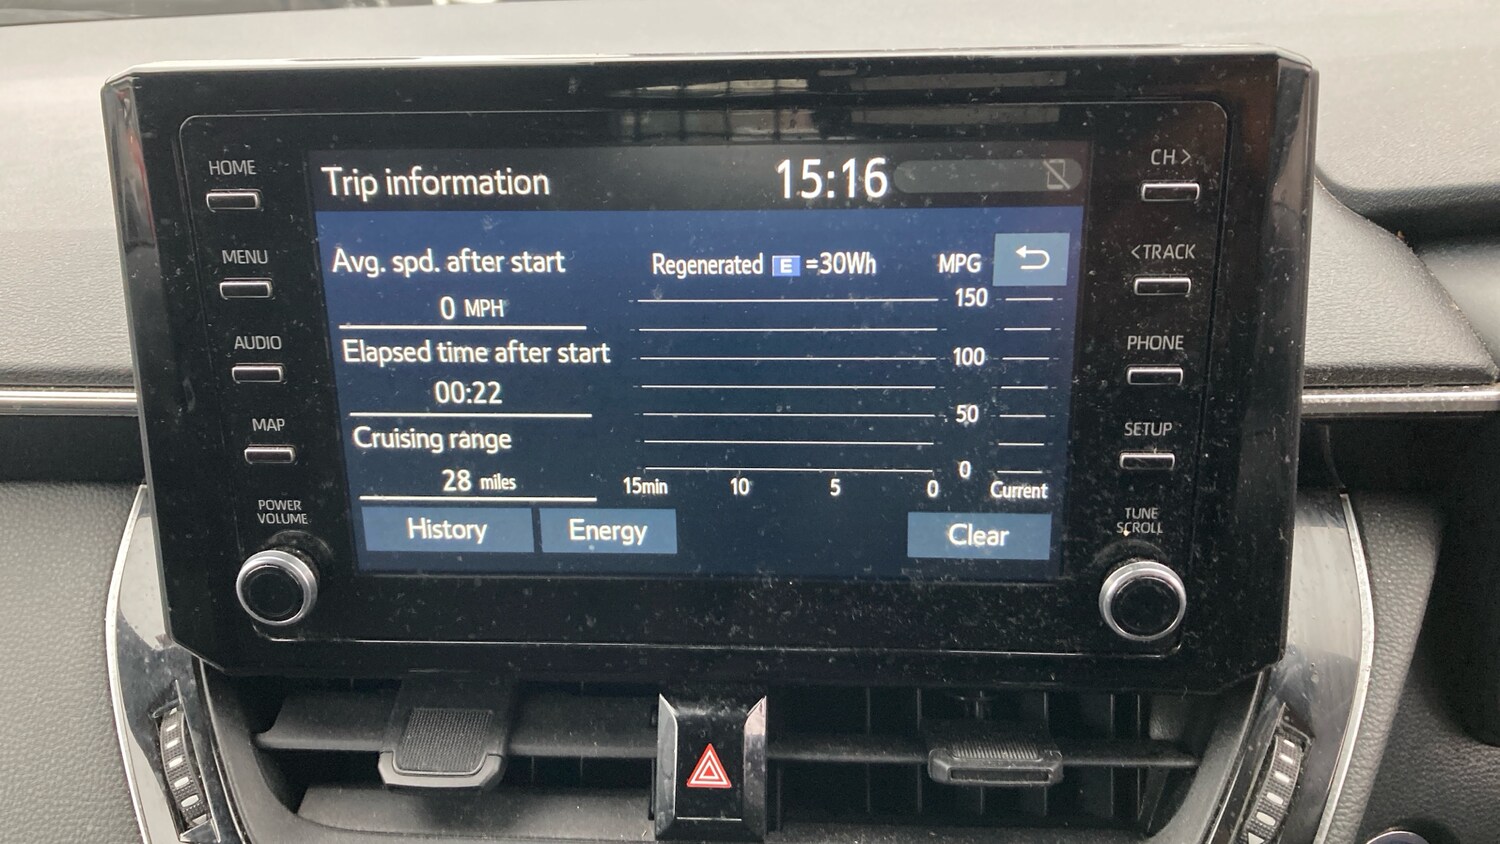 HOME
MENU
AUDIO
MAP
POWER
VOLUME
Trip information
15:16
Avg. spd. after start
0 MPH
Elapsed time after start
00:22
Cruising range
28 miles
Regenerated E =30Wh
MPG
150
100
50
0
15min 10 5 0 Current
History
Energy
Clear
CH >
< TRACK
PHONE
SETUP
TUNE
SCROLL